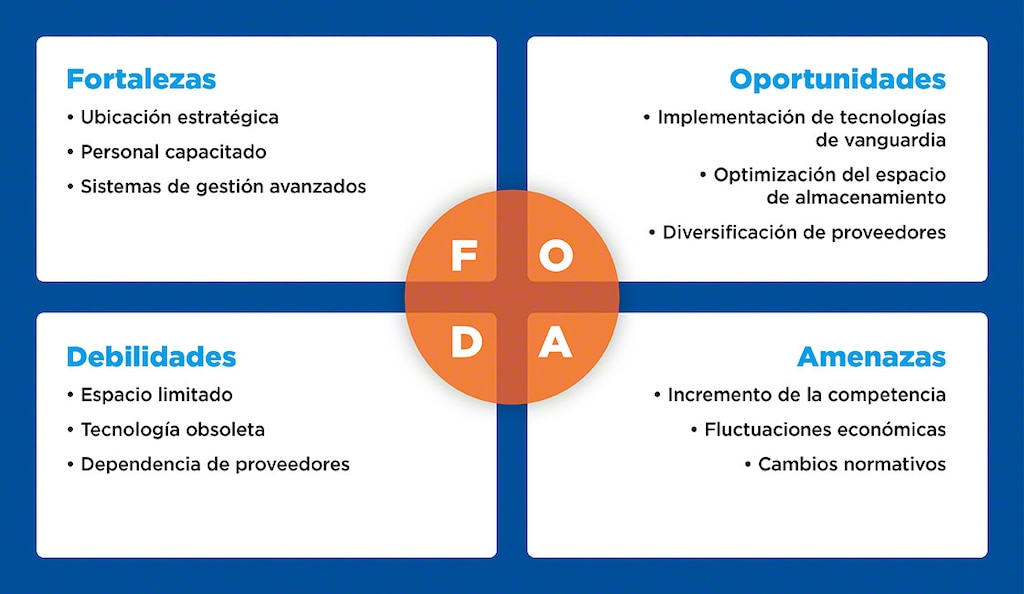 Fortalezas
• Ubicación estratégica
• Personal capacitado
• Sistemas de gestión avanzados
Oportunidades
• Implementación de tecnologías
de vanguardia
• Optimización del espacio
de almacenamiento
• Diversificación de proveedores
F O
D A
Debilidades
• Espacio limitado
• Tecnología obsoleta
• Dependencia de proveedores
Amenazas
• Incremento de la competencia
• Fluctuaciones económicas
• Cambios normativos